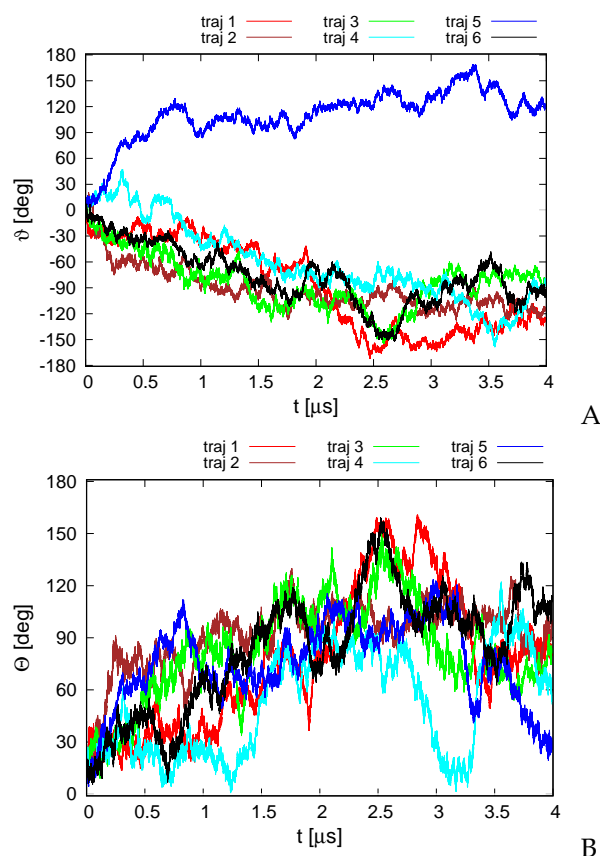 traj 1 traj 3 traj 5
traj 2 traj 4 traj 6
180
150
120
90
60
30
0
-30
-60
-90
-120
-150
-180
ϑ [deg]
0 0.5 1 1.5 2 2.5 3 3.5 4
t [μs]
A
traj 1 traj 3 traj 5
traj 2 traj 4 traj 6
180
150
120
90
60
30
0
Θ [deg]
0 0.5 1 1.5 2 2.5 3 3.5 4
t [μs]
B